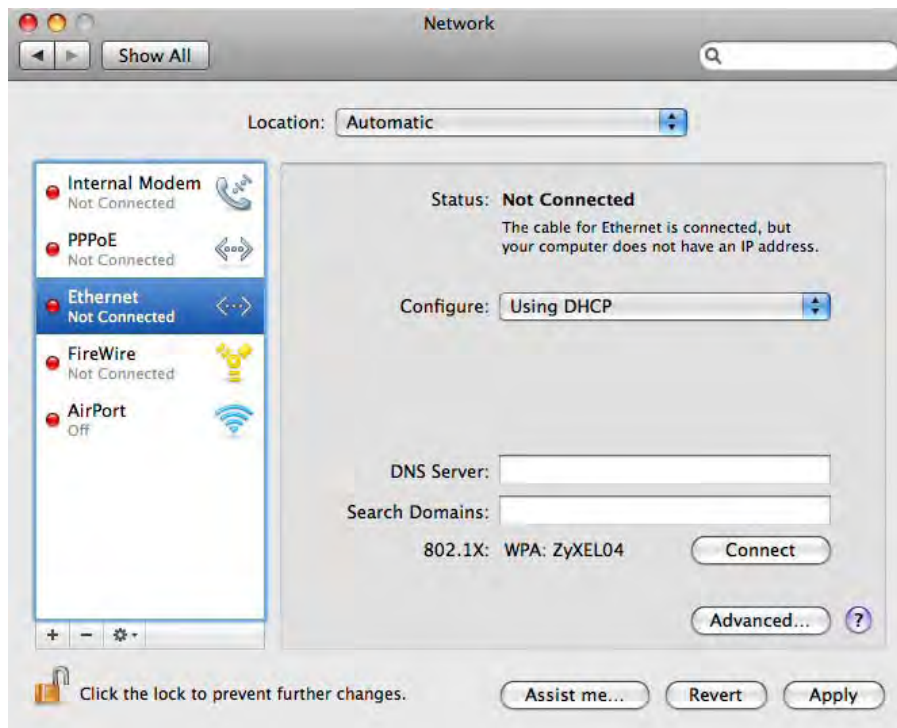 Network
Show All
Location: Automatic
Internal Modem
Not Connected
PPPoE
Not Connected
Ethernet
Not Connected
FireWire
Not Connected
AirPort
Off
Status: Not Connected
The cable for Ethernet is connected, but
your computer does not have an IP address.
Configure: Using DHCP
DNS Server:
Search Domains:
802.1X: WPA: ZyXEL04 Connect
Advanced... ?
+ −
Click the lock to prevent further changes.
Assist me... Revert Apply